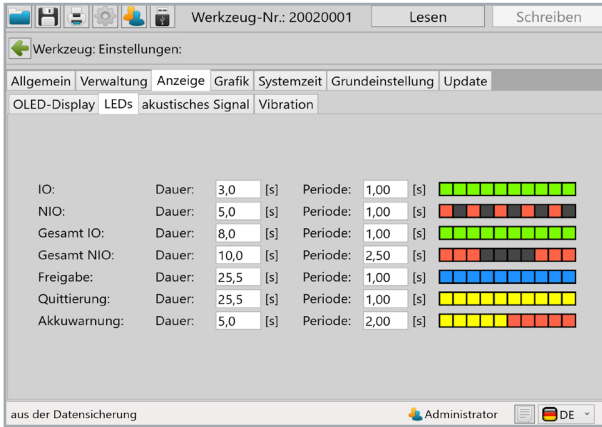 Werkzeug-Nr.: 20020001 Lesen Schreiben
Werkzeug: Einstellungen:
Allgemein Verwaltung Anzeige Grafik Systemzeit Grundeinstellung Update
OLED-Display LEDs akustisches Signal Vibration
IO: Dauer: 3,0 [s] Periode: 1,00 [s]
NIO: Dauer: 5,0 [s] Periode: 1,00 [s]
Gesamt IO: Dauer: 8,0 [s] Periode: 1,00 [s]
Gesamt NIO: Dauer: 10,0 [s] Periode: 2,50 [s]
Freigabe: Dauer: 25,5 [s] Periode: 1,00 [s]
Quittierung: Dauer: 25,5 [s] Periode: 1,00 [s]
Akkuwarnung: Dauer: 5,0 [s] Periode: 2,00 [s]
aus der Datensicherung Administrator DE